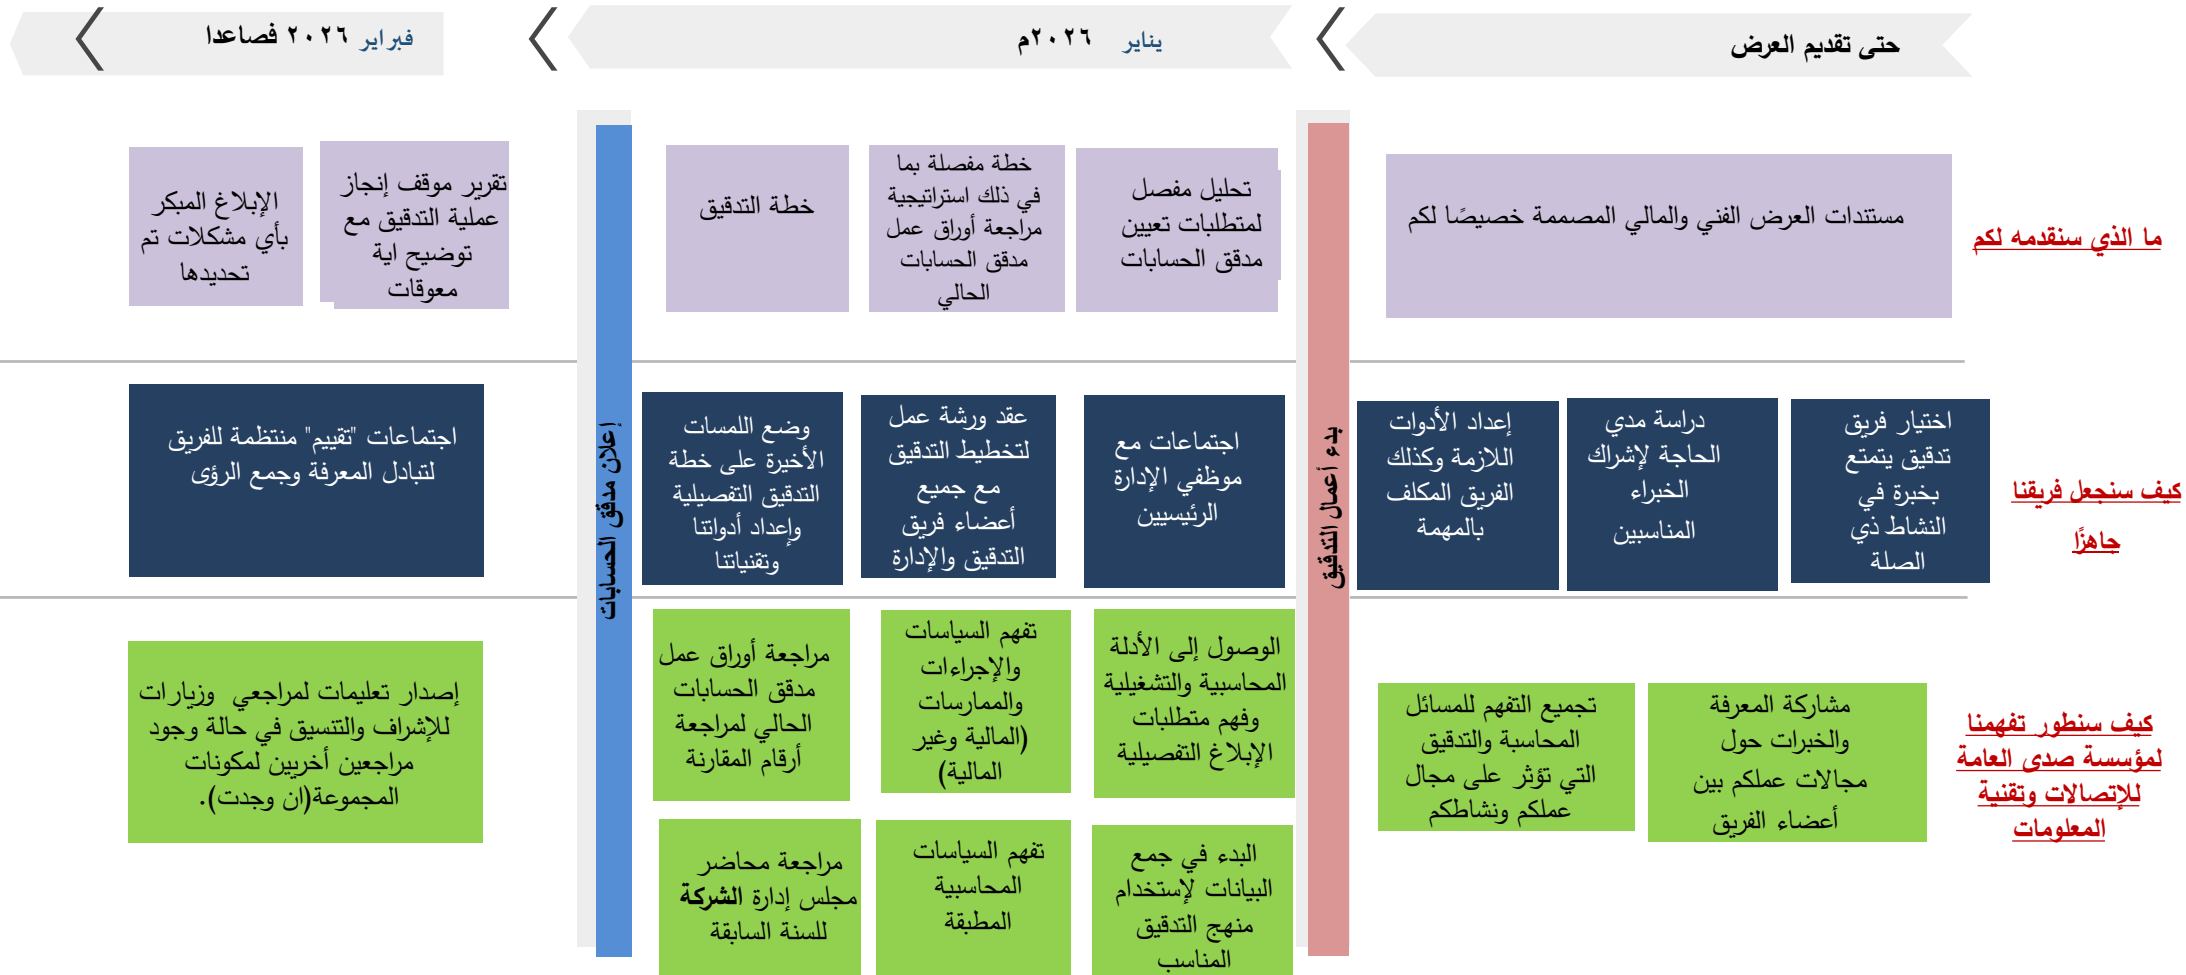 حتى تقديم العرض
يناير ٢٠٢٦م
فبراير ٢٠٢٦ فصاعدا
ما الذي سنقدمه لكم
مستندات العرض الفني والمالي المصممة خصيصًا لكم
تحليل مفصل
لمتطلبات تعيين
مدقق الحسابات
خطة مفصلة بما
في ذلك استراتيجية
مراجعة أوراق عمل
مدقق الحسابات
الحالي
خطة التدقيق
تقرير موقف إنجاز
عملية التدقيق مع
توضيح اية
معوقات
الإبلاغ المبكر
بأي مشكلات تم
تحديدها
كيف سنجعل فريقنا
جاهزًا
اختيار فريق
تدقيق يتمتع
بخبرة في
النشاط ذي
الصلة
دراسة مدي
الحاجة لإشراك
الخبراء
المناسبين
إعداد الأدوات
اللازمة وكذلك
الفريق المكلف
بالمهمة
بدء أعمال التدقيق
اجتماعات مع
موظفي الإدارة
الرئيسيين
عقد ورشة عمل
لتخطيط التدقيق
مع جميع
أعضاء فريق
التدقيق والإدارة
وضع اللمسات
الأخيرة على خطة
التدقيق التفصيلية
وإعداد أدواتنا
وتقنياتنا
إعلان مدقق الحسابات
اجتماعات "تقييم" منتظمة للفريق
لتبادل المعرفة وجمع الرؤى
كيف سنطور تفهمنا
لمؤسسة صدى العامة
للإتصالات وتقنية
المعلومات
مشاركة المعرفة
والخبرات حول
مجالات عملكم بين
أعضاء الفريق
تجميع التفهم للمسائل
المحاسبة والتدقيق
التي تؤثر على مجال
عملكم ونشاطكم
الوصول إلى الأدلة
المحاسبية والتشغيلية
وفهم متطلبات
الإبلاغ التفصيلية
تفهم السياسات
والإجراءات
والممارسات
(المالية وغير
المالية)
مراجعة أوراق عمل
مدقق الحسابات
الحالي لمراجعة
أرقام المقارنة
إصدار تعليمات لمراجعي وزيارات
للإشراف والتنسيق في حالة وجود
مراجعين أخريين لمكونات
المجموعة(ان وجدت).
البدء في جمع
البيانات لإستخدام
منهج التدقيق
المناسب
تفهم السياسات
المحاسبية
المطبقة
مراجعة محاضر
مجلس إدارة الشركة
للسنة السابقة